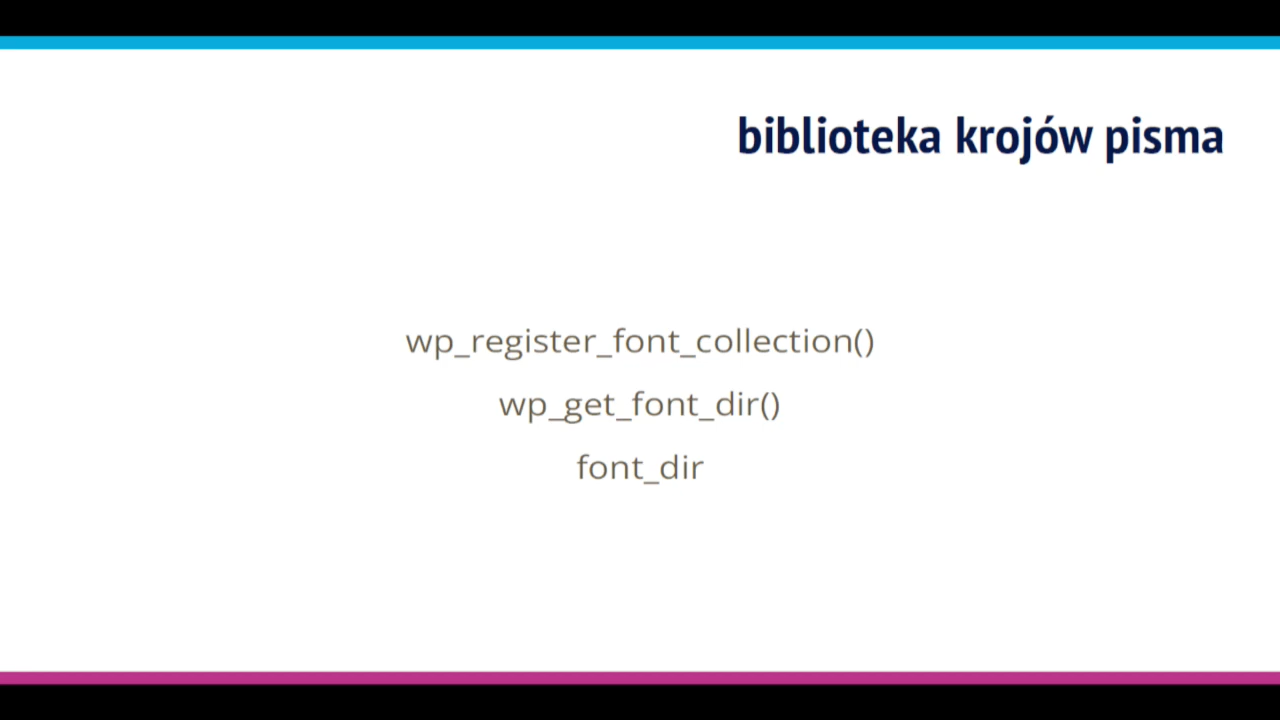 biblioteka krojów pisma
wp_register_font_collection()
wp_get_font_dir()
font_dir